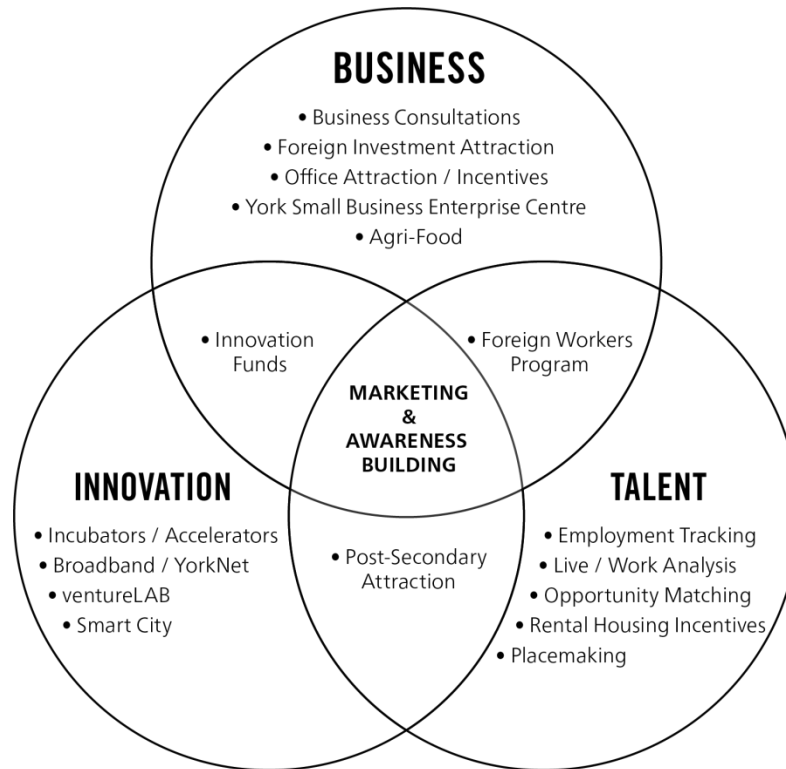 BUSINESS
• Business Consultations
• Foreign Investment Attraction
• Office Attraction / Incentives
• York Small Business Enterprise Centre
• Agri-Food
• Innovation
Funds
• Foreign Workers
Program
MARKETING
&
AWARENESS
BUILDING
INNOVATION
• Incubators / Accelerators
• Broadband / YorkNet
• ventureLAB
• Smart City
• Post-Secondary
Attraction
TALENT
• Employment Tracking
• Live / Work Analysis
• Opportunity Matching
• Rental Housing Incentives
• Placemaking